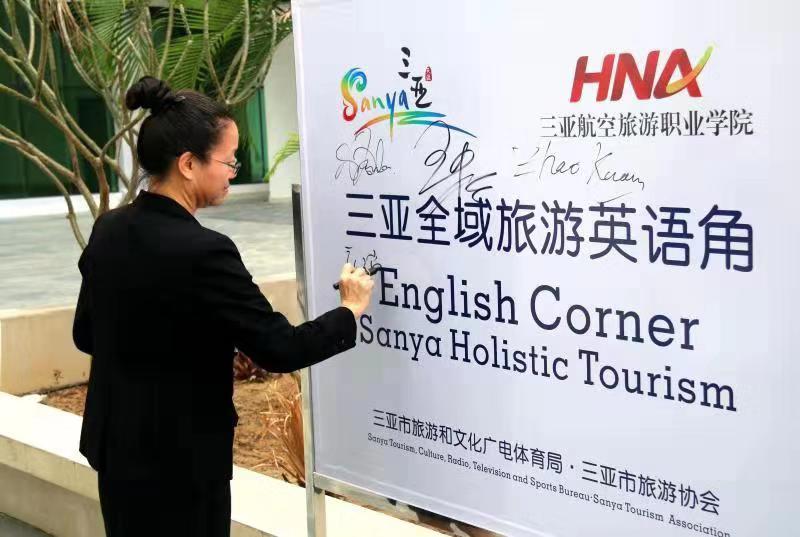 三亚
Sanya
HNA
三亚航空旅游职业学院
Zhao Kuan
三亚全域旅游英语角
English Corner
Sanya Holistic Tourism
三亚市旅游和文化广电体育局·三亚市旅游协会
Sanya Tourism, Culture, Radio, Television and Sports Bureau·Sanya Tourism Association